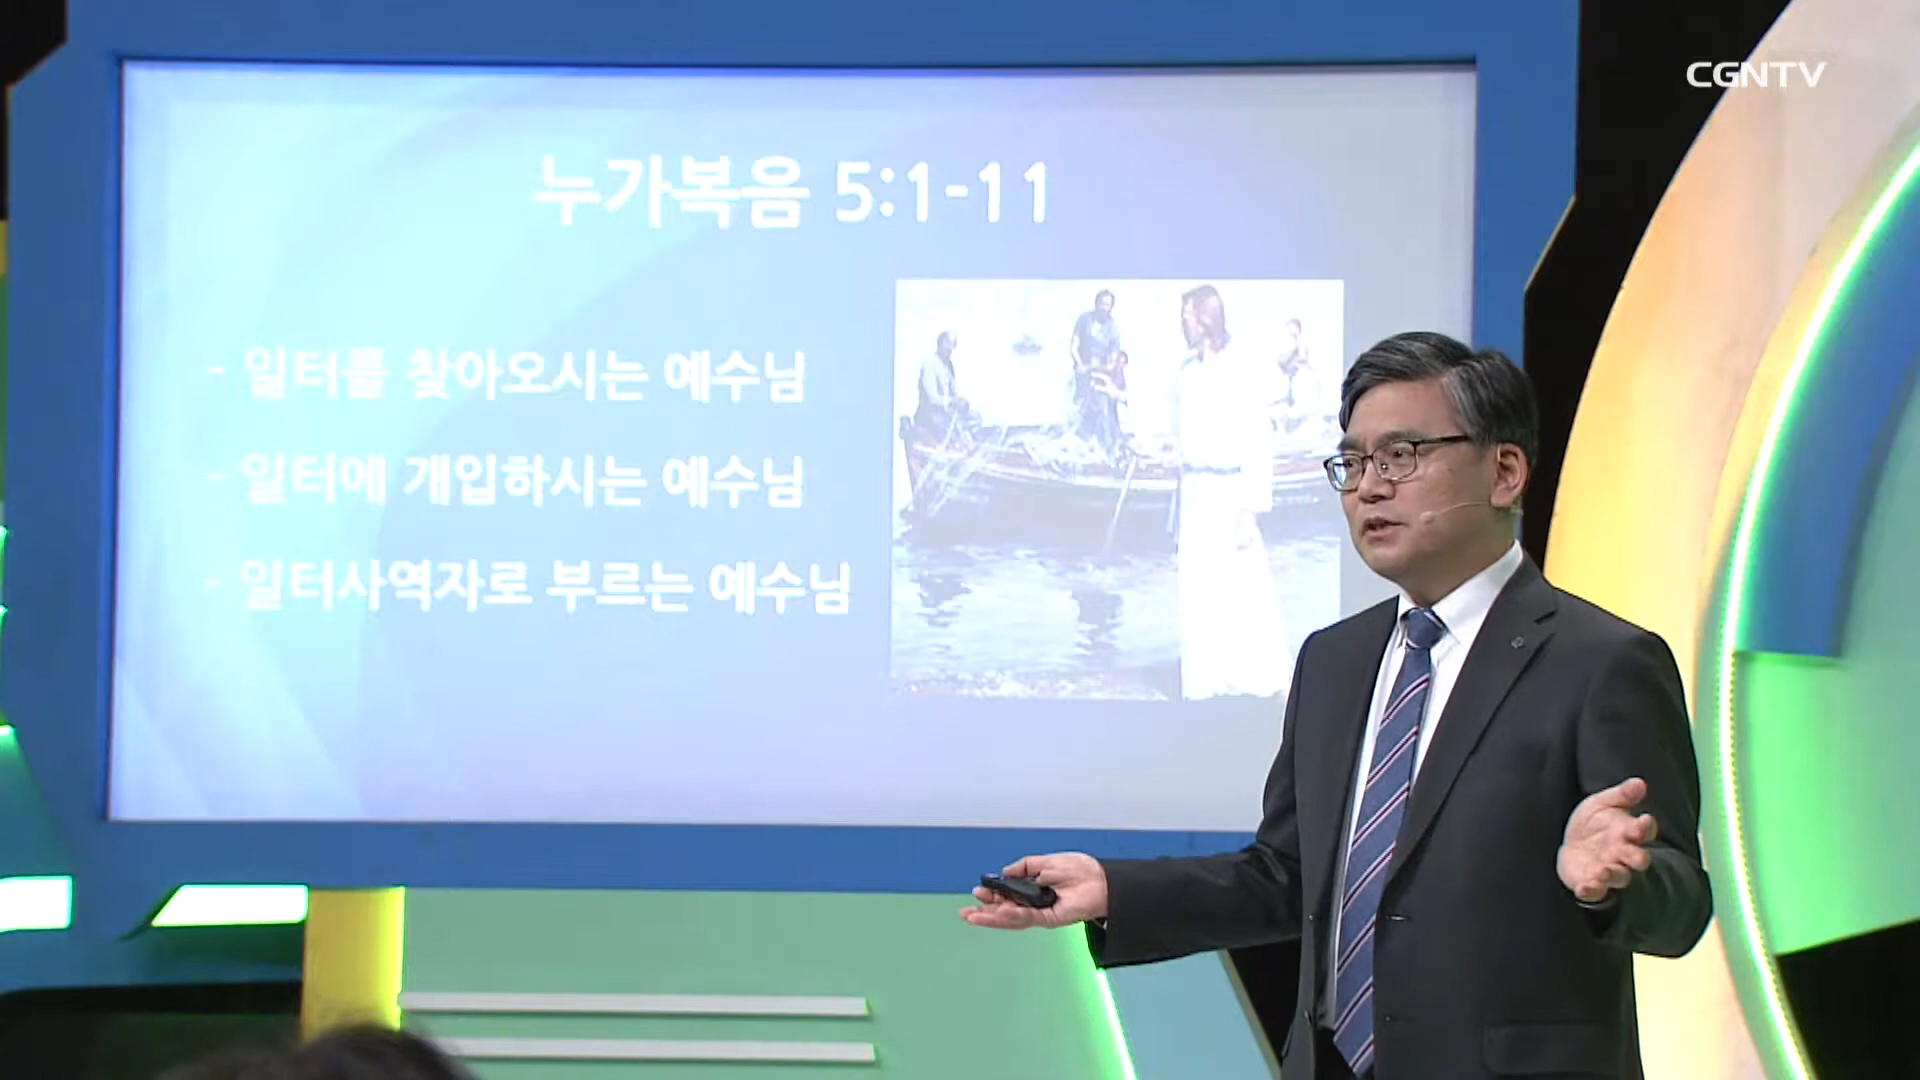 CGNTV
누가복음 5:1-11
- 일터를 찾아오시는 예수님
- 일터에 개입하시는 예수님
- 일터사역자로 부르는 예수님